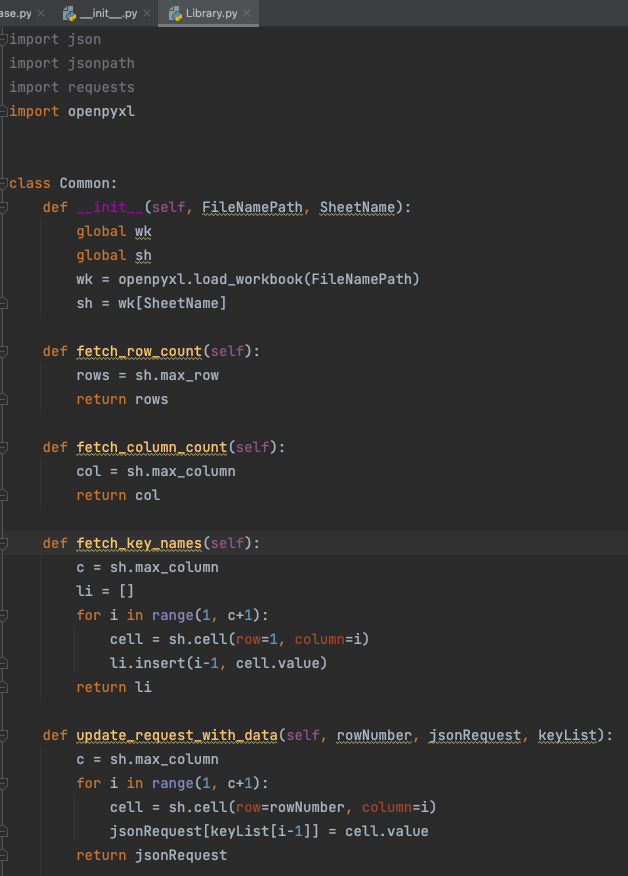 ase.py __init__.py Library.py
import json
import jsonpath
import requests
import openpyxl
class Common:
    def __init__(self, FileNamePath, SheetName):
        global wk
        global sh
        wk = openpyxl.load_workbook(FileNamePath)
        sh = wk[SheetName]
    def fetch_row_count(self):
        rows = sh.max_row
        return rows
    def fetch_column_count(self):
        col = sh.max_column
        return col
    def fetch_key_names(self):
        c = sh.max_column
        li = []
        for i in range(1, c+1):
            cell = sh.cell(row=1, column=i)
            li.insert(i-1, cell.value)
        return li
    def update_request_with_data(self, rowNumber, jsonRequest, keyList):
        c = sh.max_column
        for i in range(1, c+1):
            cell = sh.cell(row=rowNumber, column=i)
            jsonRequest[keyList[i-1]] = cell.value
        return jsonRequest